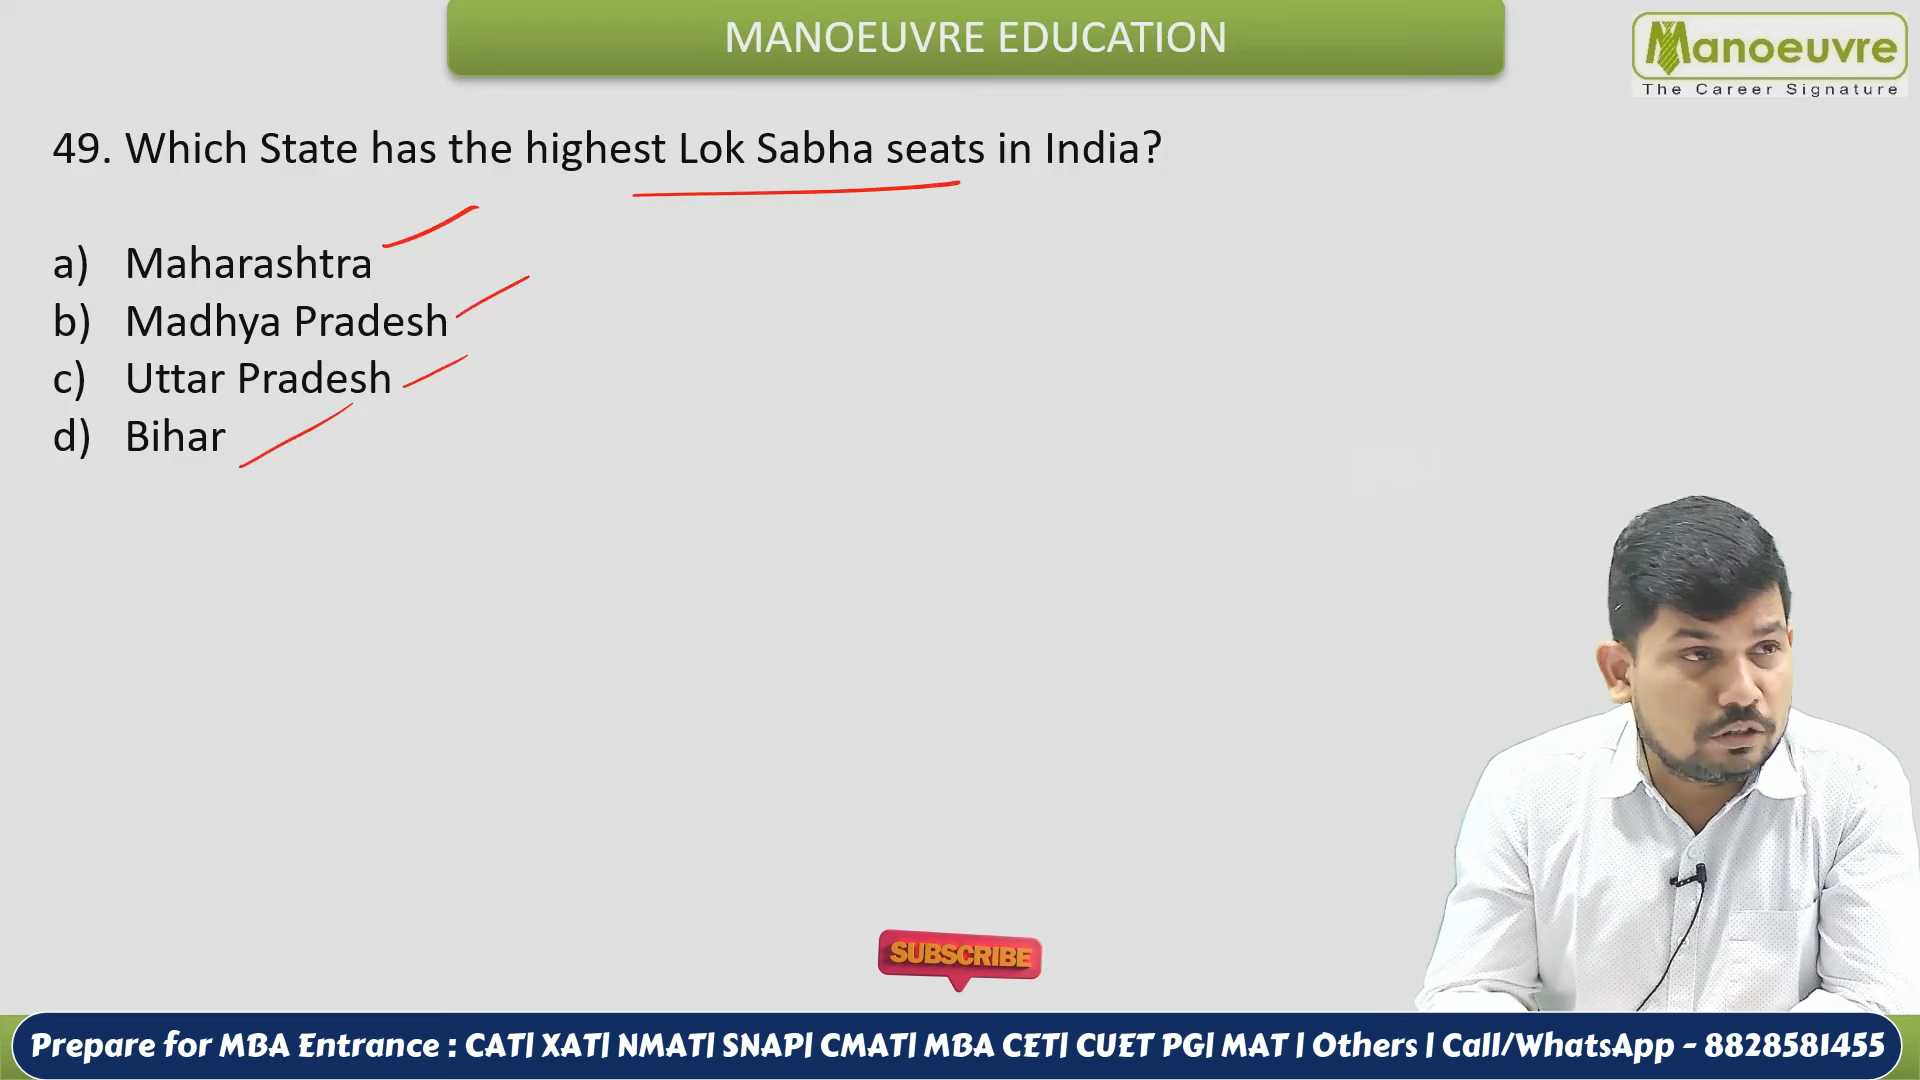 MANOEUVRE EDUCATION
Manoeuvre
The Career Signature
49. Which State has the highest Lok Sabha seats in India?
a) Maharashtra
b) Madhya Pradesh
c) Uttar Pradesh
d) Bihar
SUBSCRIBE
Prepare for MBA Entrance : CAT| XAT| NMAT| SNAP| CMAT| MBA CET| CUET PG| MAT | Others | Call/WhatsApp - 8828581455